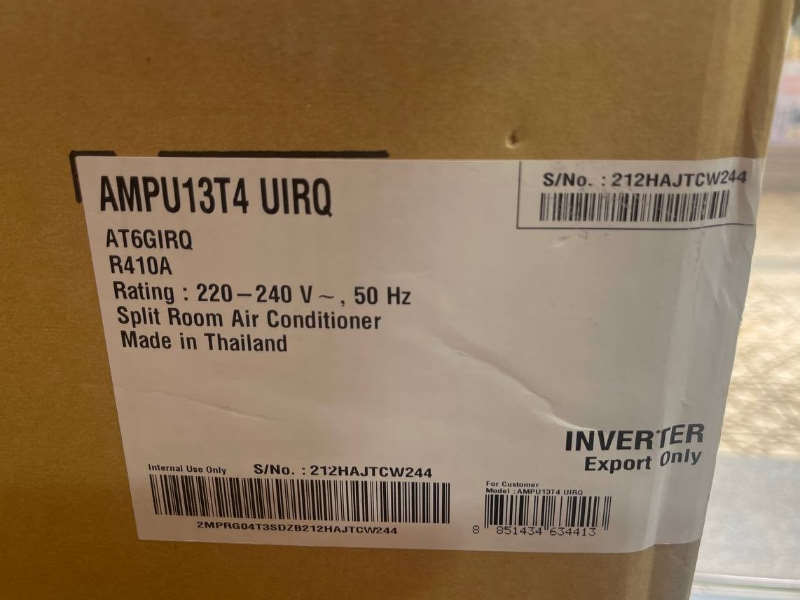 AMPU13T4 UIRQ
S/No. : 212HAJTCW244
AT6GIRQ
R410A
Rating : 220–240 V ~, 50 Hz
Split Room Air Conditioner
Made in Thailand
INVERTER
Export Only
Internal Use Only S/No. : 212HAJTCW244
2MPRG04T3SDZB212HAJTCW244
For Customer
Model : AMPU13T4 UIRQ
8 851434 634413